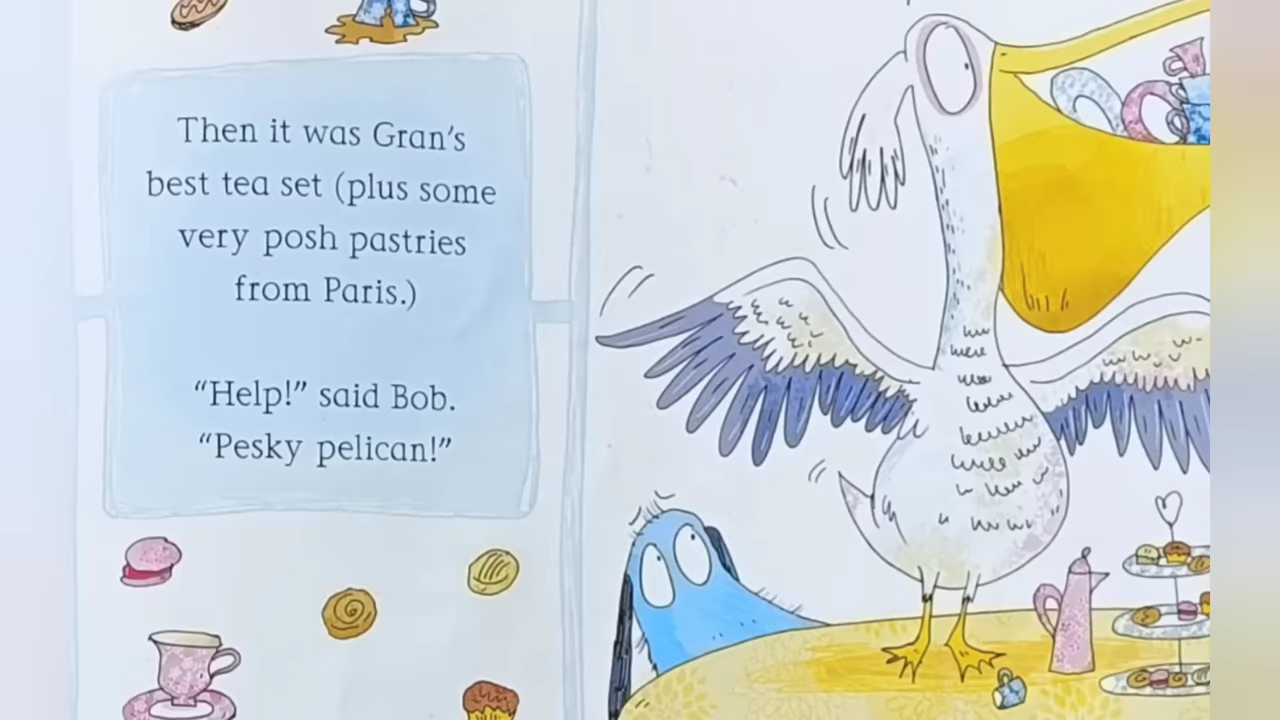 Then it was Gran's
best tea set (plus some
very posh pastries
from Paris.)
“Help!” said Bob.
“Pesky pelican!”